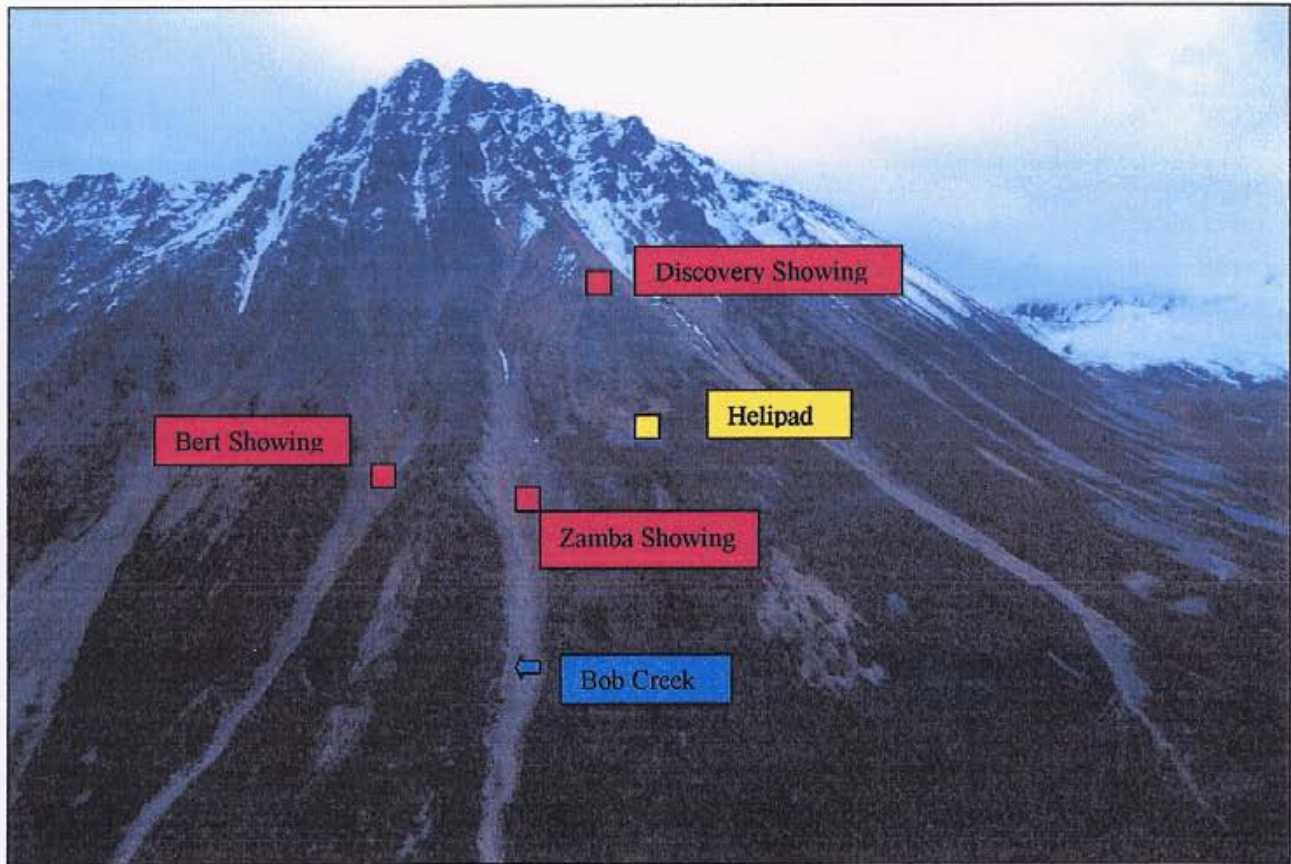 Discovery Showing
Helipad
Bert Showing
Zamba Showing
Bob Creek